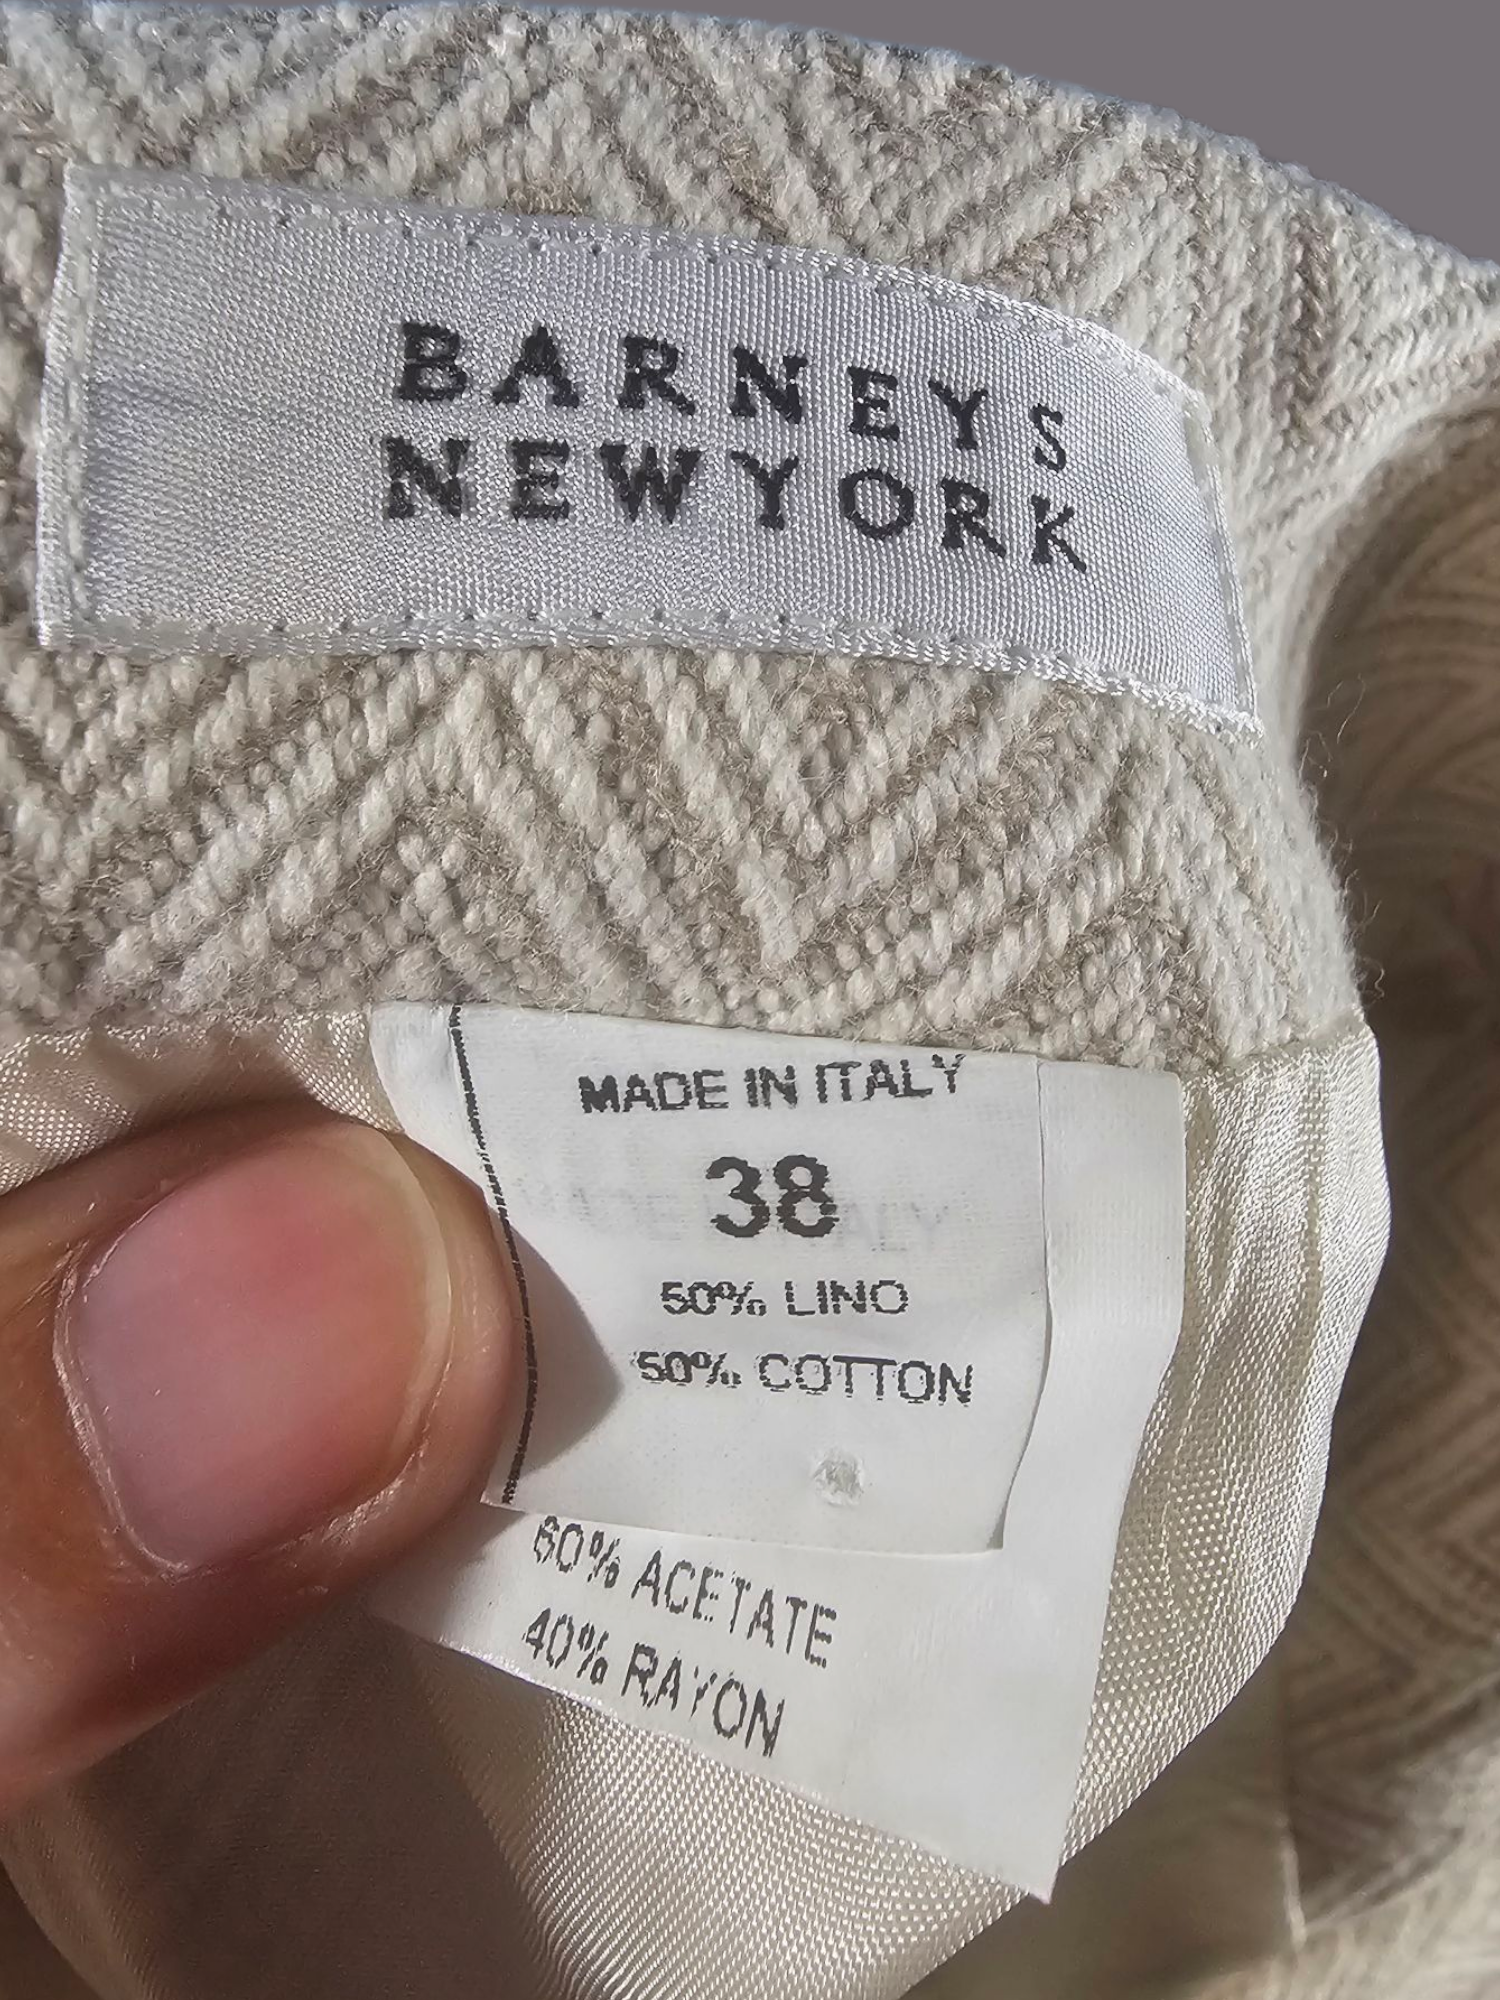 BARNEYS
NEW YORK
MADE IN ITALY
38
50% LINO
50% COTTON
60% ACETATE
40% RAYON